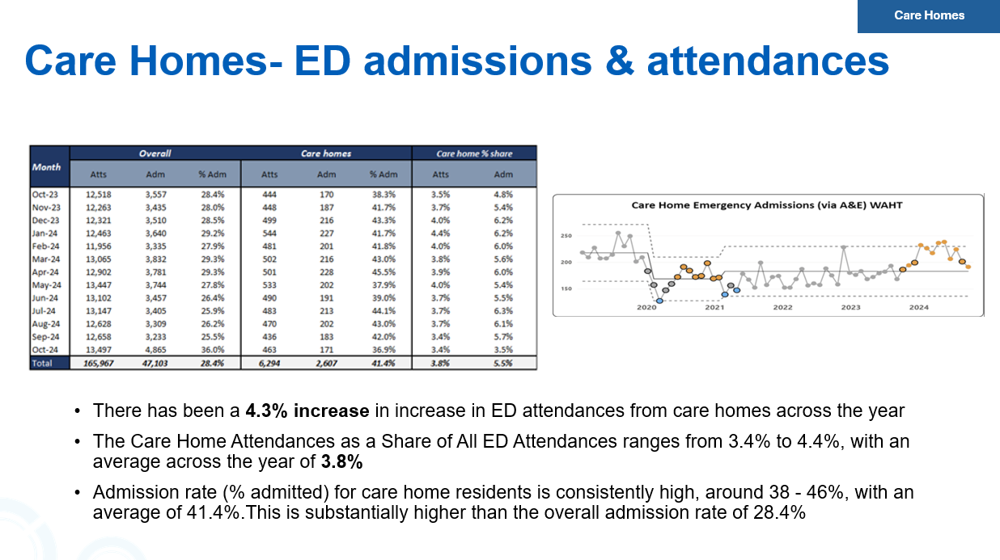 Care Homes
Care Homes- ED admissions & attendances
Month Overall Care homes Care home % share
Atts Adm % Adm Atts Adm % Adm Atts Adm
Oct-23 12,518 3,557 28.4% 444 170 38.3% 3.5% 4.8%
Nov-23 12,263 3,435 28.0% 448 187 41.7% 3.7% 5.4%
Dec-23 12,321 3,510 28.5% 499 216 43.3% 4.0% 6.2%
Jan-24 12,463 3,640 29.2% 544 227 41.7% 4.4% 6.2%
Feb-24 11,956 3,335 27.9% 481 201 41.8% 4.0% 6.0%
Mar-24 13,065 3,832 29.3% 502 216 43.0% 3.8% 5.6%
Apr-24 12,902 3,781 29.3% 501 228 45.5% 3.9% 6.0%
May-24 13,447 3,744 27.8% 533 202 37.9% 4.0% 5.4%
Jun-24 13,102 3,457 26.4% 490 191 39.0% 3.7% 5.5%
Jul-24 13,147 3,405 25.9% 483 213 44.1% 3.7% 6.3%
Aug-24 12,628 3,309 26.2% 470 202 43.0% 3.7% 6.1%
Sep-24 12,658 3,233 25.5% 436 183 42.0% 3.4% 5.7%
Oct-24 13,497 4,865 36.0% 463 171 36.9% 3.4% 3.5%
Total 165,967 47,103 28.4% 6,294 2,607 41.4% 3.8% 5.5%
Care Home Emergency Admissions (via A&E) WAHT
250
200
150
2020 2021 2022 2023 2024
• There has been a 4.3% increase in increase in ED attendances from care homes across the year
• The Care Home Attendances as a Share of All ED Attendances ranges from 3.4% to 4.4%, with an
average across the year of 3.8%
• Admission rate (% admitted) for care home residents is consistently high, around 38 - 46%, with an
average of 41.4%.This is substantially higher than the overall admission rate of 28.4%